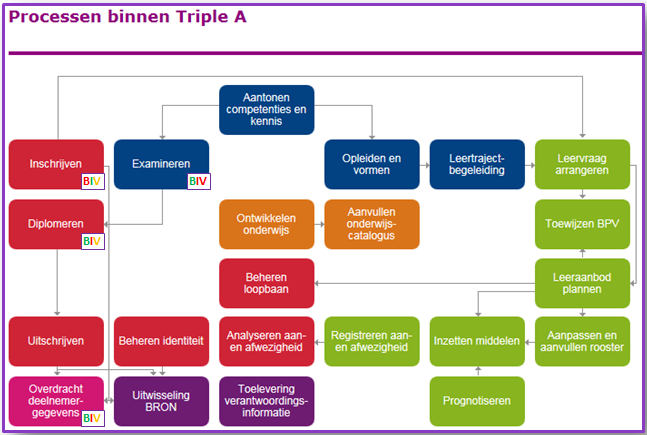 Processen binnen Triple A
Aantonen
competenties en
kennis
Inschrijven
BIV
Examineren
BIV
Opleiden en
vormen
Leertraject-
begeleiding
Leervraag
arrangeren
Diplomeren
BIV
Ontwikkelen
onderwijs
Aanvullen
onderwijs-
catalogus
Toewijzen BPV
Beheren
loopbaan
Leeraanbod
plannen
Uitschrijven
Beheren identiteit
Analyseren aan-
en afwezigheid
Registreren aan-
en afwezigheid
Inzetten middelen
Aanpassen en
aanvullen rooster
Overdracht
deelnemer-
gegevens
BIV
Uitwisseling
BRON
Toelevering
verantwoordings-
informatie
Prognotiseren